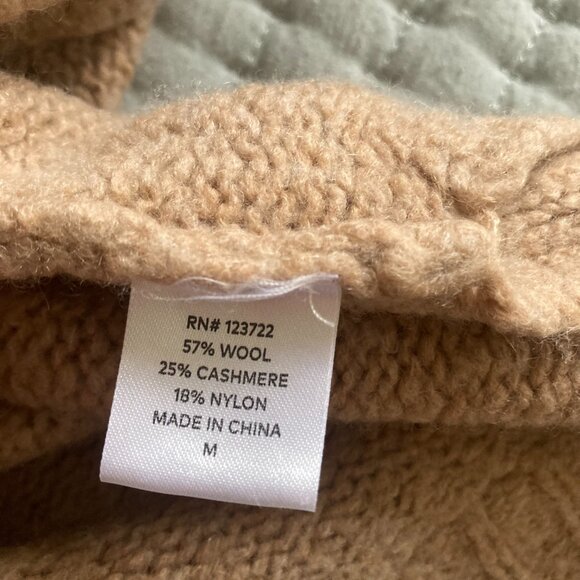 RN# 123722
57% WOOL
25% CASHMERE
18% NYLON
MADE IN CHINA
M